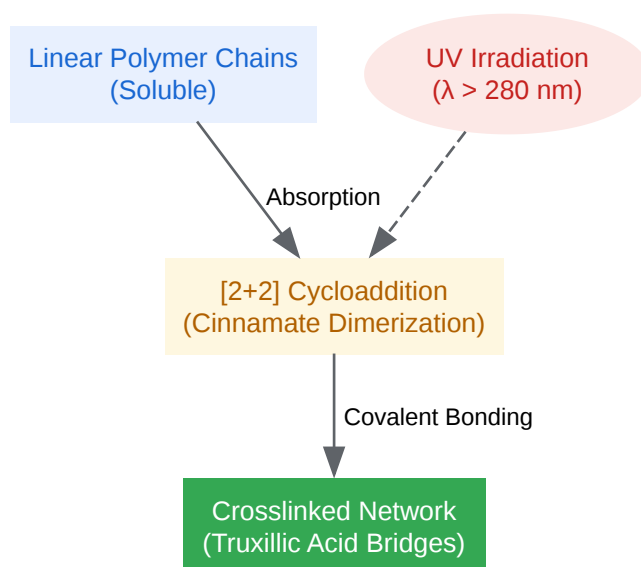 Linear Polymer Chains
(Soluble)
UV Irradiation
(λ > 280 nm)
Absorption
[2+2] Cycloaddition
(Cinnamate Dimerization)
Covalent Bonding
Crosslinked Network
(Truxillic Acid Bridges)